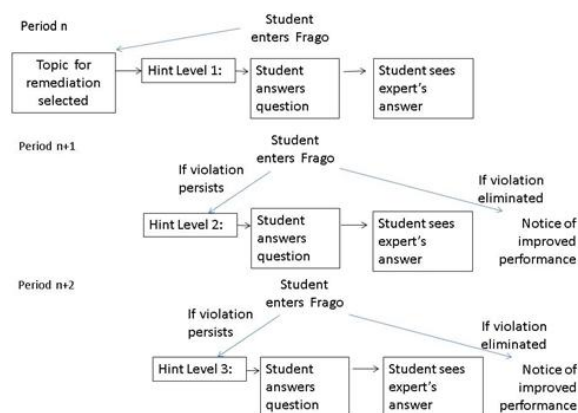 Period n
Student
enters Frago
Topic for
remediation
selected
Hint Level 1:
Student
answers
question
Student sees
expert's
answer
Period n+1
Student
enters Frago
If violation
persists
If violation
eliminated
Hint Level 2:
Student
answers
question
Student sees
expert's
answer
Notice of
improved
performance
Period n+2
Student
enters Frago
If violation
persists
If violation
eliminated
Hint Level 3:
Student
answers
question
Student sees
expert's
answer
Notice of
improved
performance